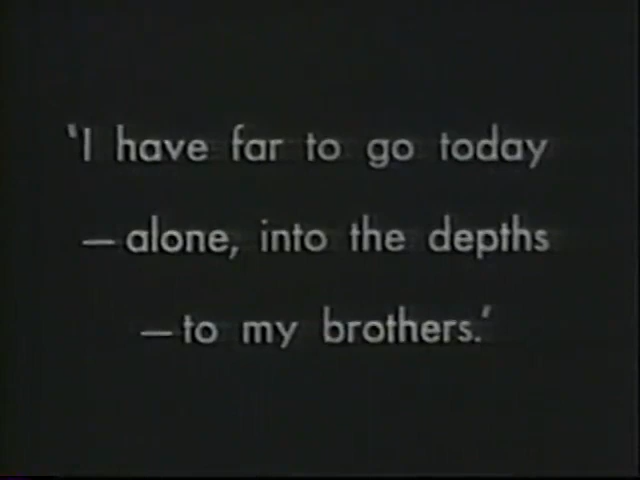 ‛I have far to go today
—alone, into the depths
—to my brothers.’